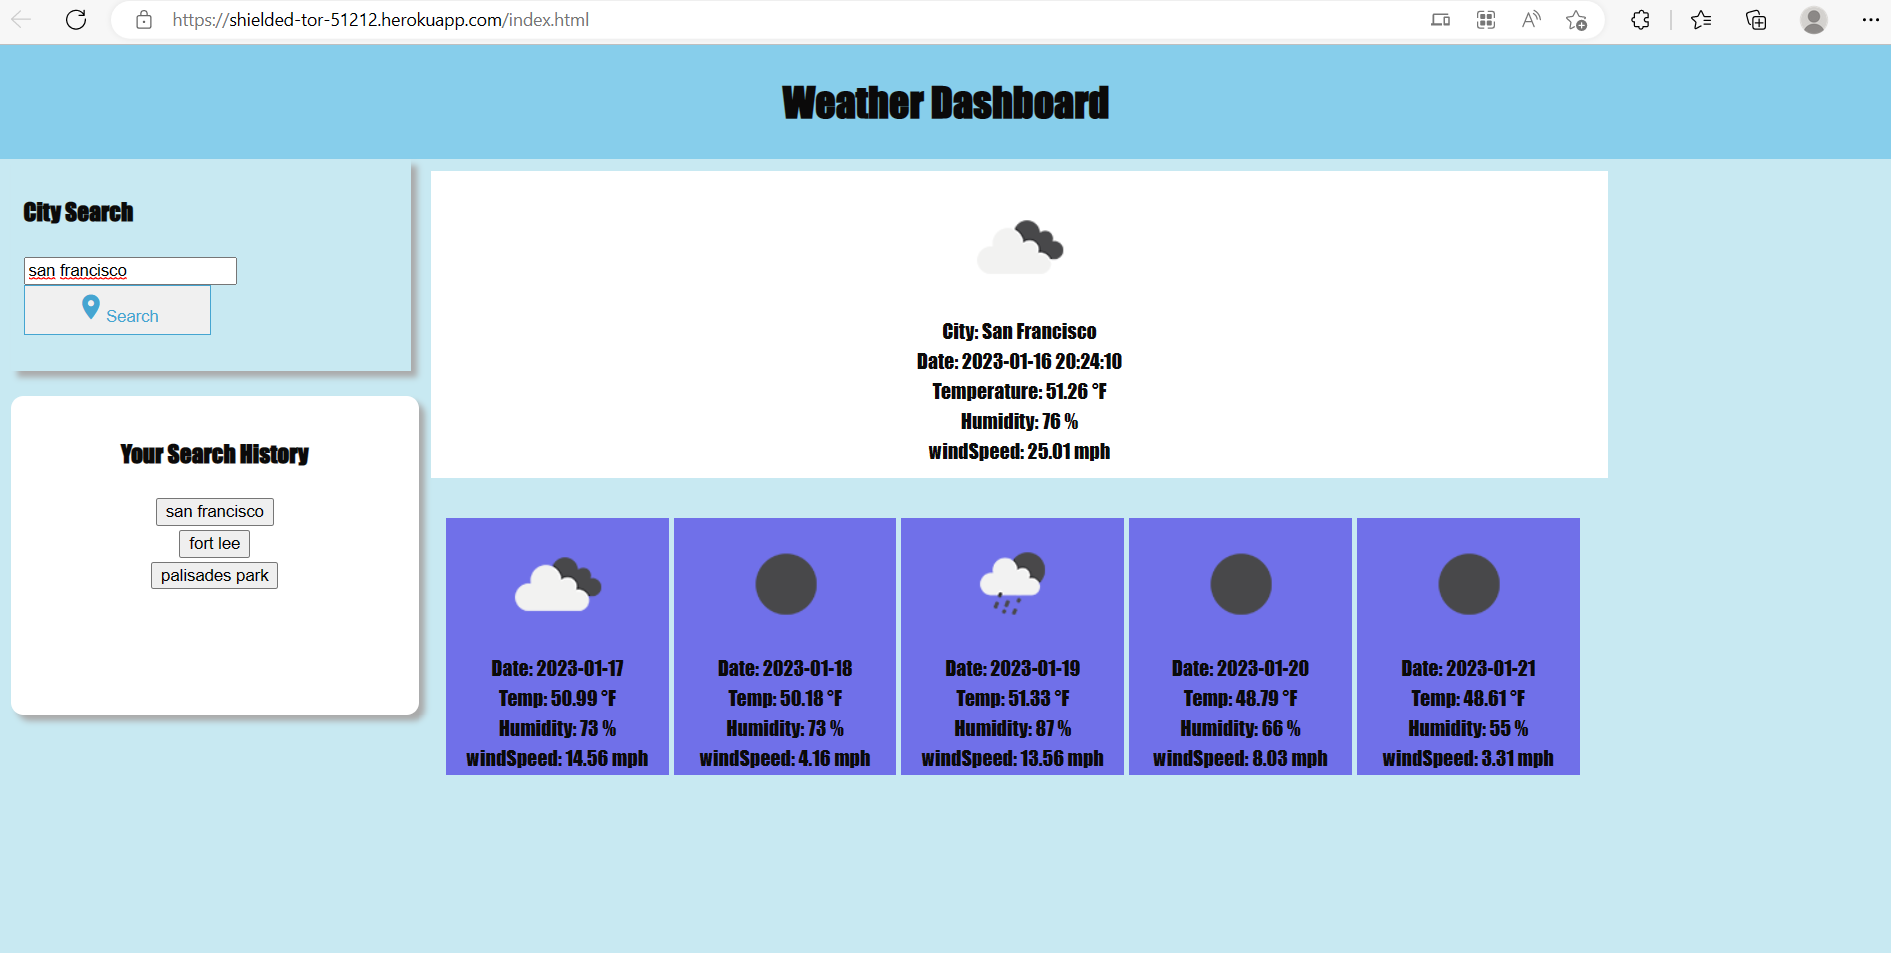 https://shielded-tor-51212.herokuapp.com/index.html
Weather Dashboard
City Search
san francisco
Search
Your Search History
san francisco
fort lee
palisades park
City: San Francisco
Date: 2023-01-16 20:24:10
Temperature: 51.26 °F
Humidity: 76 %
windSpeed: 25.01 mph
Date: 2023-01-17
Temp: 50.99 °F
Humidity: 73 %
windSpeed: 14.56 mph
Date: 2023-01-18
Temp: 50.18 °F
Humidity: 73 %
windSpeed: 4.16 mph
Date: 2023-01-19
Temp: 51.33 °F
Humidity: 87 %
windSpeed: 13.56 mph
Date: 2023-01-20
Temp: 48.79 °F
Humidity: 66 %
windSpeed: 8.03 mph
Date: 2023-01-21
Temp: 48.61 °F
Humidity: 55 %
windSpeed: 3.31 mph